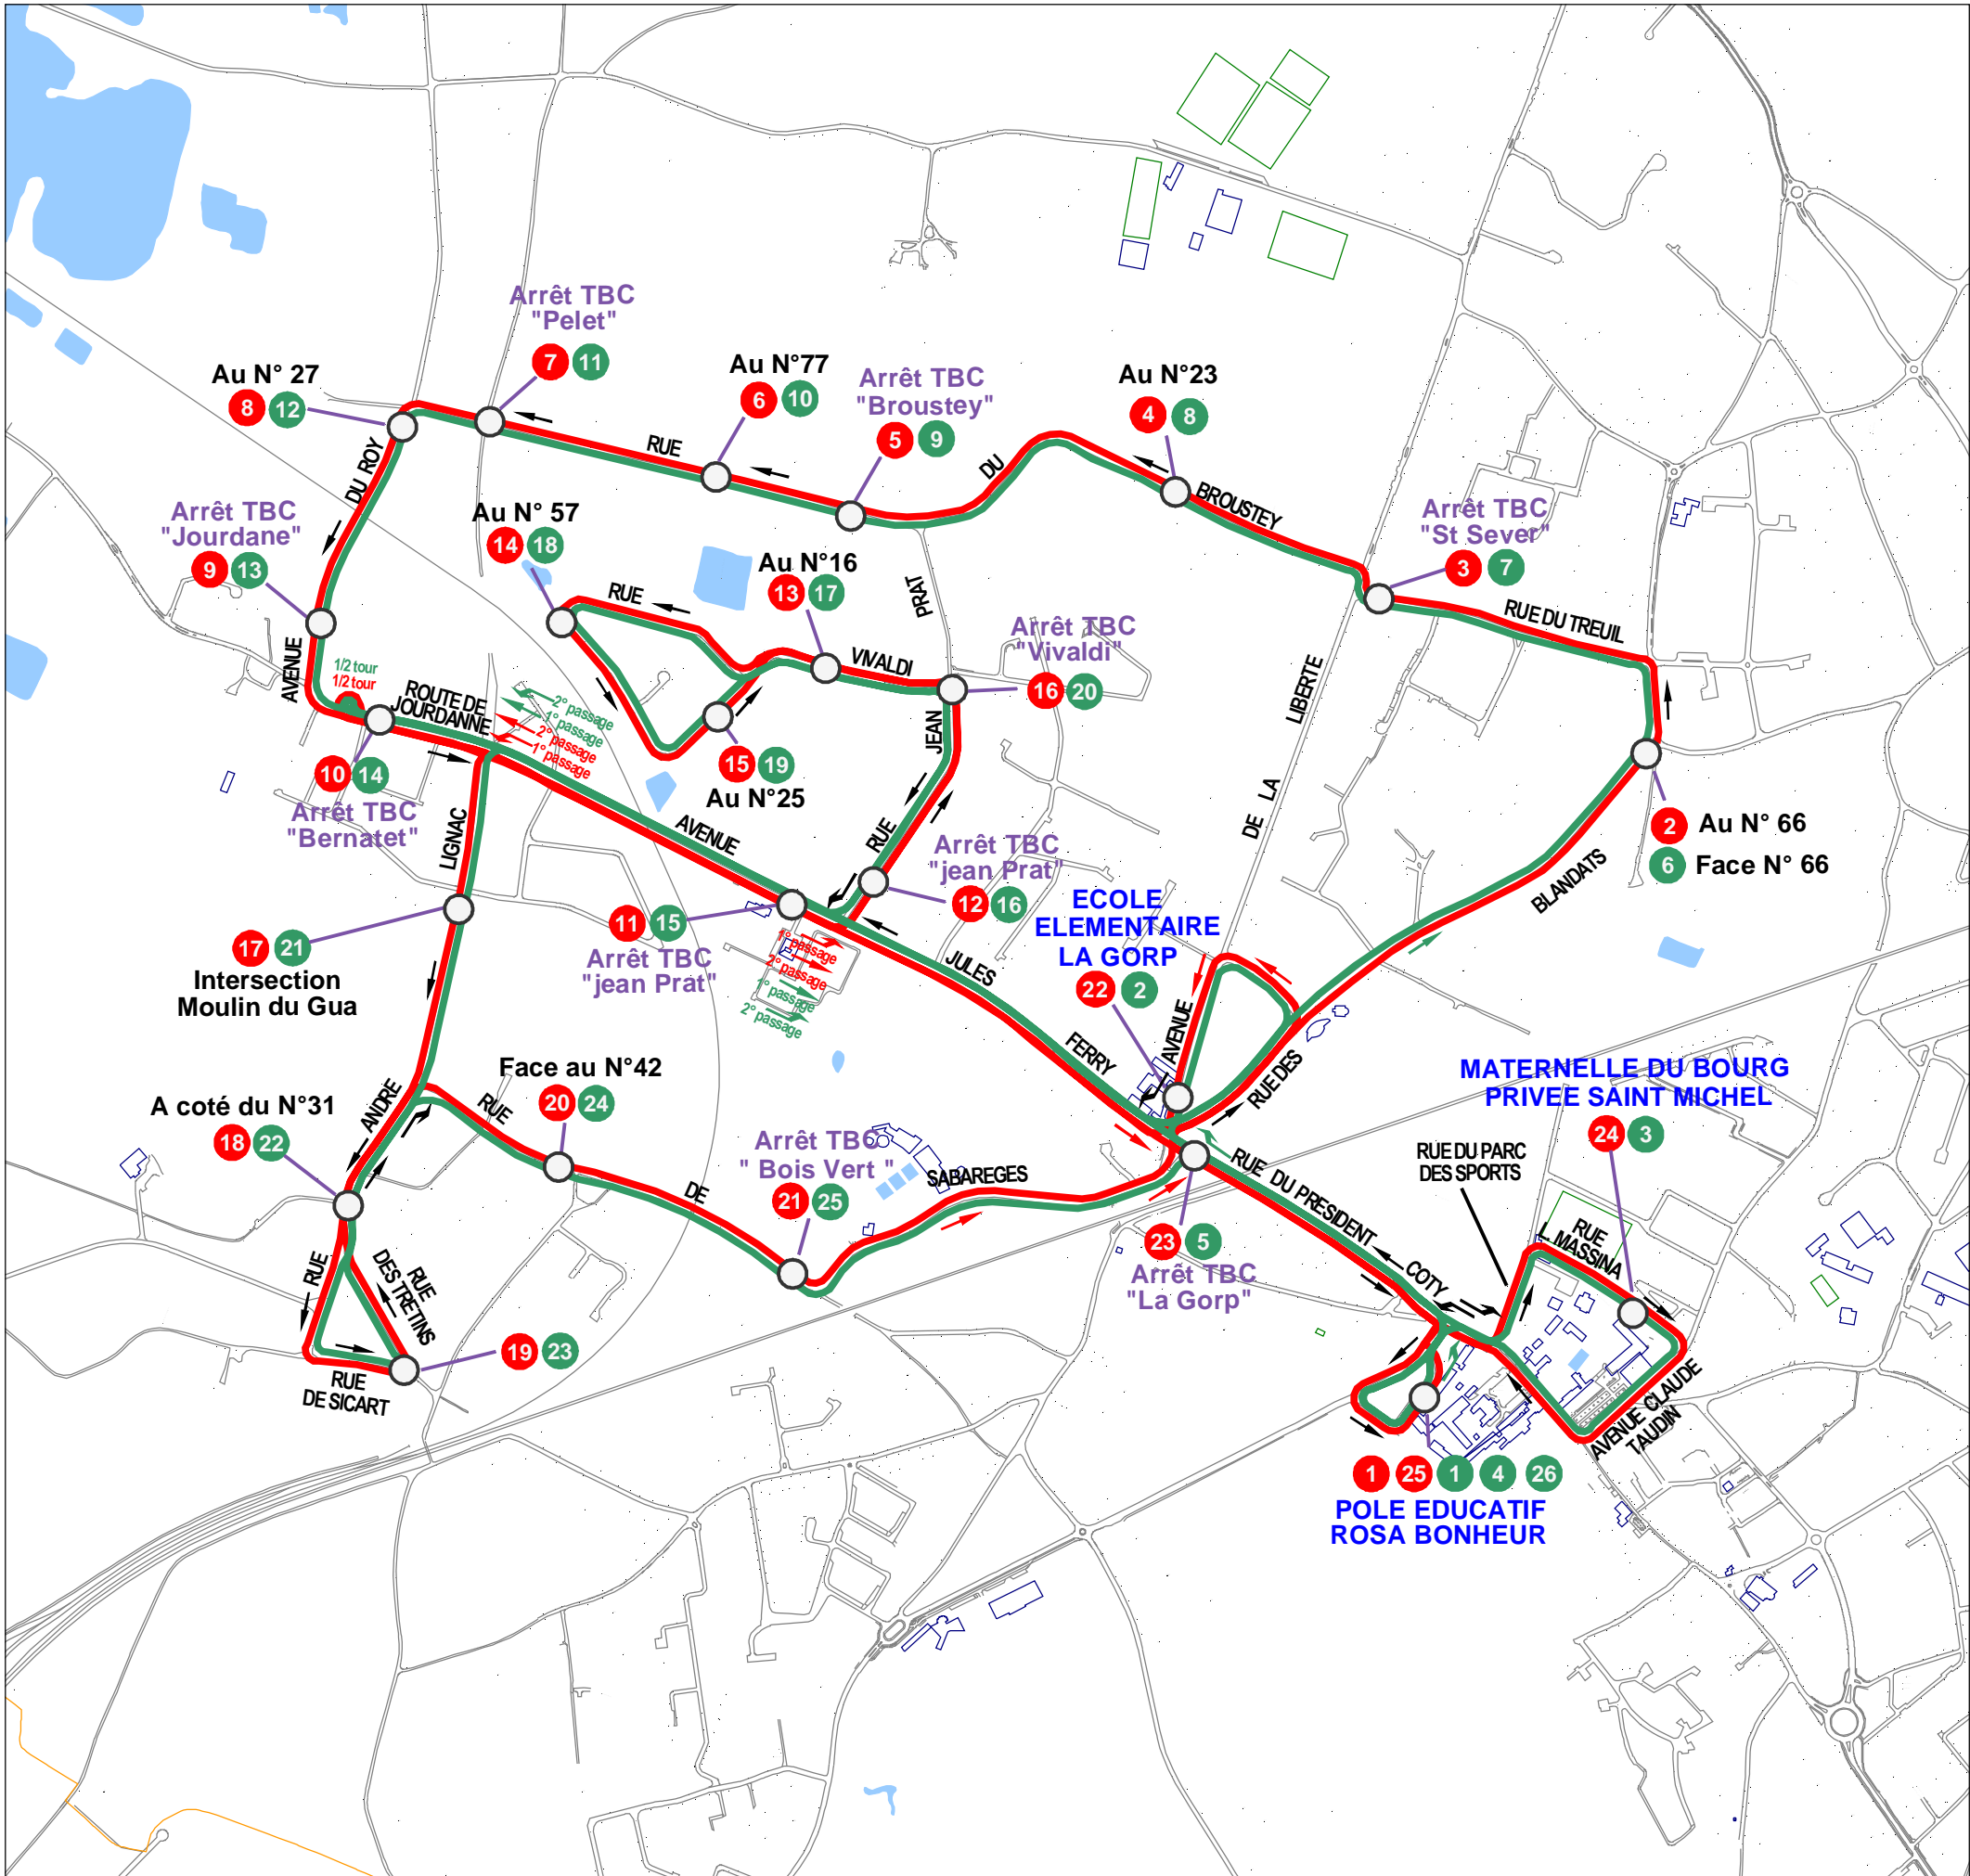 Arrêt TBC
"Pelet"
7 11
Au N° 27
8 12
Au N°77
6 10
Arrêt TBC
"Broustey"
5 9
Au N°23
4 8
RUE
DU
BROUSTEY
DU ROY
Arrêt TBC
"Jourdane"
9 13
Au N° 57
14 18
Au N°16
13 17
Arrêt TBC
"St Sever"
3 7
RUE
VIVALDI
PRAT
RUE DU TREUIL
Arrêt TBC
"Vivaldi"
16 20
AVENUE
1/2 tour
1/2 tour
ROUTE DE
JOURDANNE
2° passage
1° passage
2° passage
1° passage
JEAN
LIBERTE
DE LA
10 14
Arrêt TBC
"Bernatet"
15 19
Au N°25
LIGNAC
AVENUE
RUE
Arrêt TBC
"jean Prat"
12 16
2 Au N° 66
6 Face N° 66
BLANDATS
17 21
Intersection
Moulin du Gua
11 15
Arrêt TBC
"jean Prat"
1° passage
2° passage
1° passage
2° passage
JULES
ECOLE
ELEMENTAIRE
LA GORP
22 2
AVENUE
FERRY
RUE DES
Face au N°42
20 24
A coté du N°31
18 22
ANDRE
RUE
Arrêt TBC
" Bois Vert "
21 25
DE
SABAREGES
MATERNELLE DU BOURG
PRIVEE SAINT MICHEL
24 3
RUE DU PARC
DES SPORTS
RUE DU PRESIDENT
COTY
RUE
L. MASSINA
23 5
Arrêt TBC
"La Gorp"
RUE
RUE
DES TRETINS
19 23
RUE
DE SICART
AVENUE CLAUDE
TAUDIN
1 25 1 4 26
POLE EDUCATIF
ROSA BONHEUR